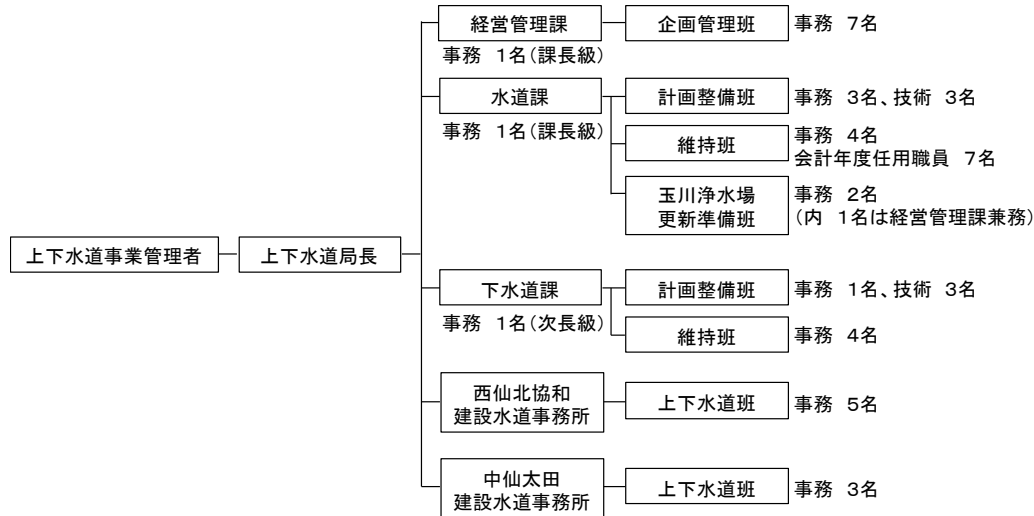 経営管理課
企画管理班
事務 7名
事務 1名(課長級)
水道課
計画整備班
事務 3名、技術 3名
事務 1名(課長級)
維持班
事務 4名
会計年度任用職員 7名
玉川浄水場
更新準備班
事務 2名
(内 1名は経営管理課兼務)
上下水道事業管理者
上下水道局長
下水道課
計画整備班
事務 1名、技術 3名
事務 1名(次長級)
維持班
事務 4名
西仙北協和
建設水道事務所
上下水道班
事務 5名
中仙太田
建設水道事務所
上下水道班
事務 3名